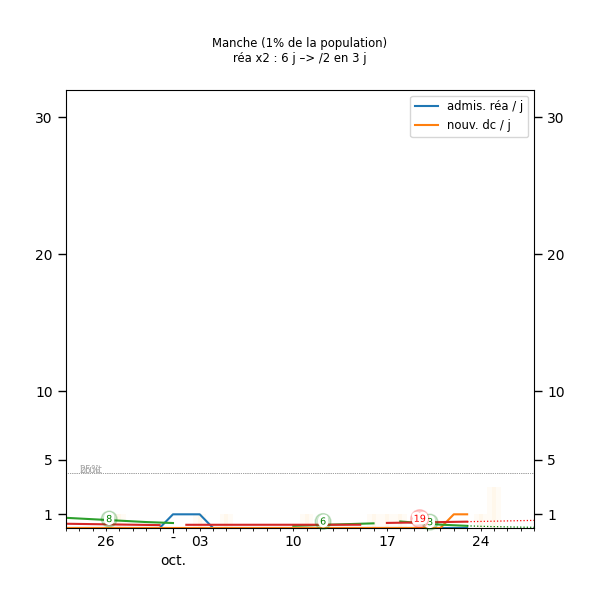 Manche (1% de la population)
réa x2 : 6 j –> /2 en 3 j
admis. réa / j
nouv. dc / j
30 30
20 20
10 10
5 5
1 1
8 6 19 3
26 - 03 10 17 24
oct.